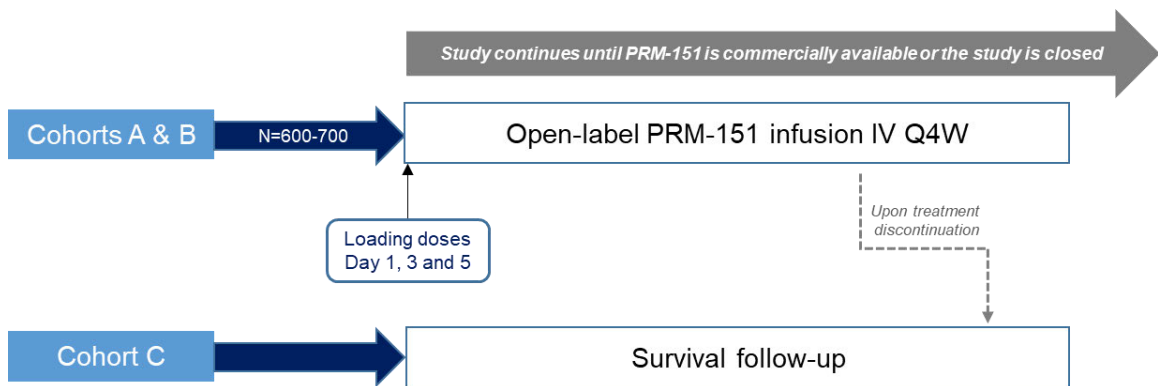 Study continues until PRM-151 is commercially available or the study is closed
Cohorts A & B
N=600-700
Open-label PRM-151 infusion IV Q4W
Upon treatment
discontinuation
Loading doses
Day 1, 3 and 5
Cohort C
Survival follow-up